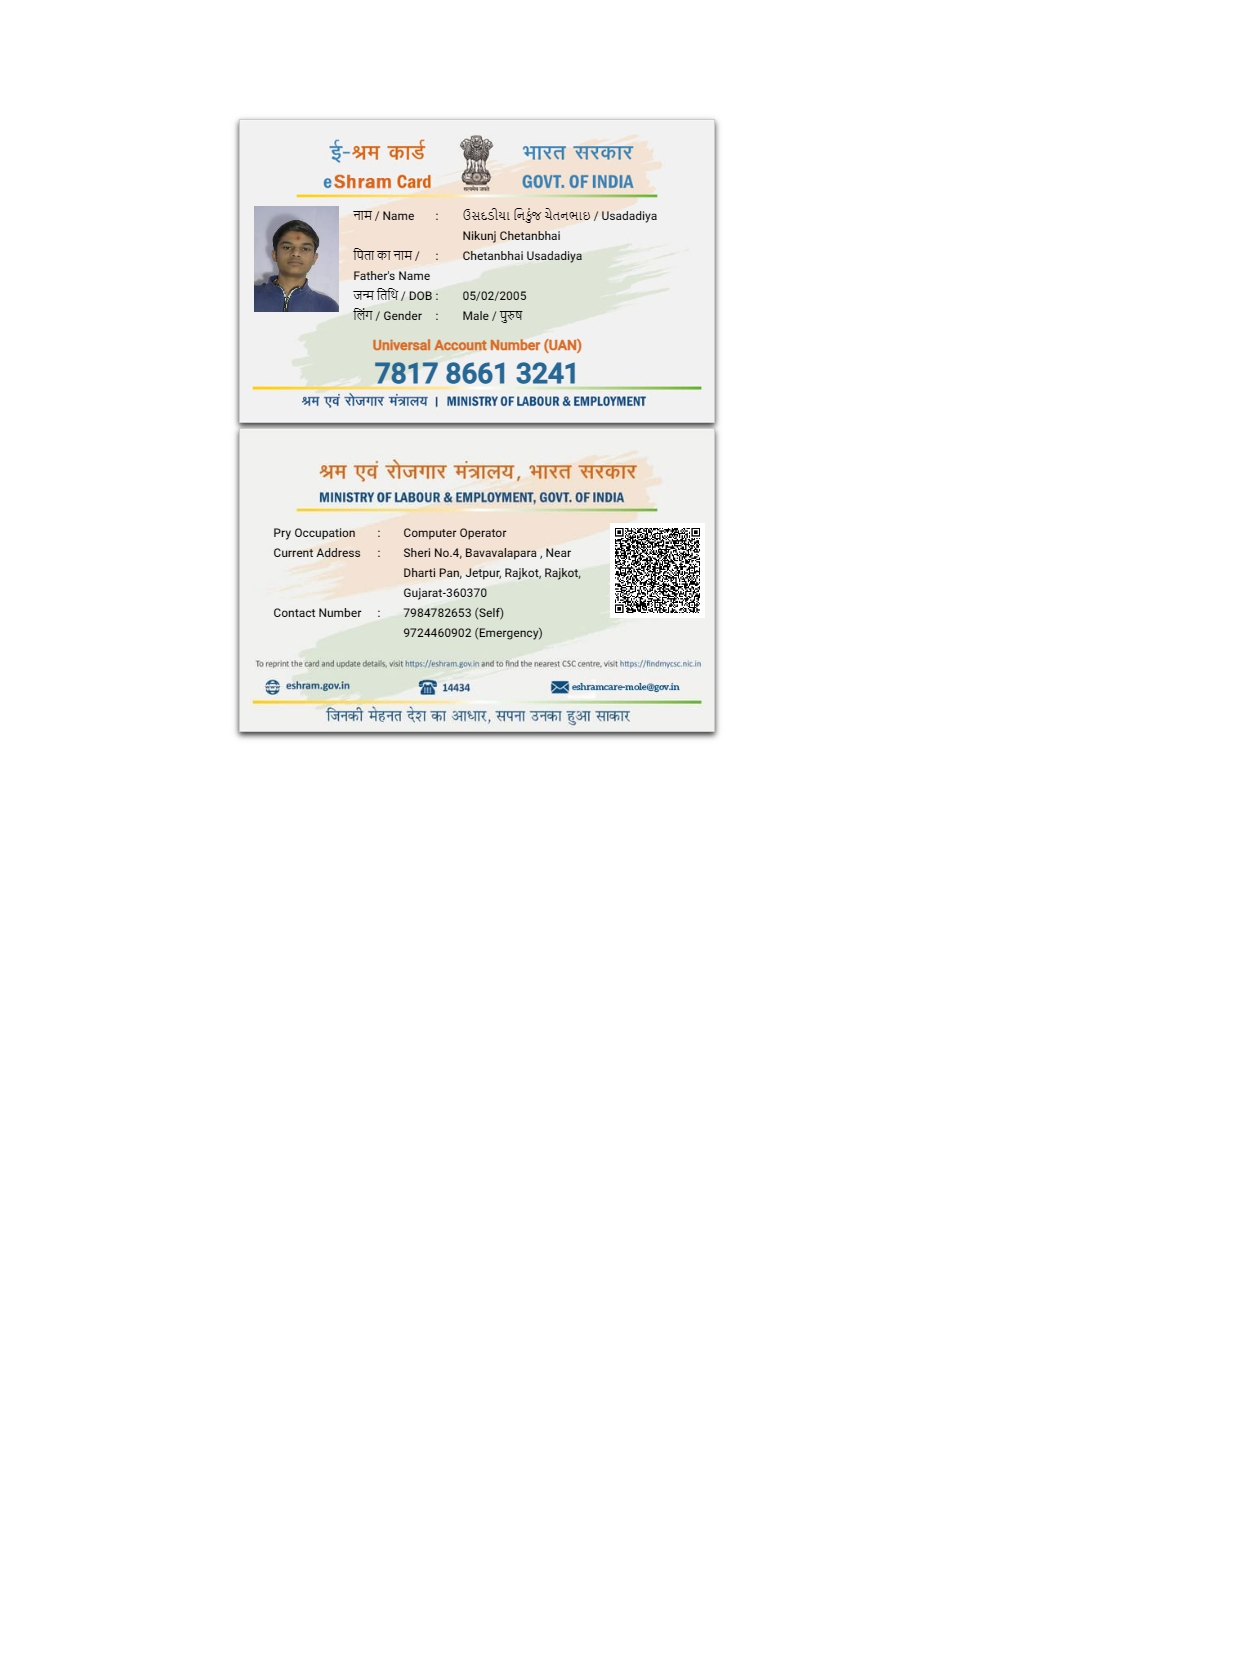 ई-श्रम कार्ड
eShram Card
सत्यमेव जयते
भारत सरकार
GOVT. OF INDIA
नाम / Name : ઉસદડીયા નિકુંજ ચેતનભાઇ / Usadadiya
Nikunj Chetanbhai
पिता का नाम / : Chetanbhai Usadadiya
Father's Name
जन्म तिथि / DOB : 05/02/2005
लिंग / Gender : Male / पुरुष
Universal Account Number (UAN)
7817 8661 3241
श्रम एवं रोजगार मंत्रालय | MINISTRY OF LABOUR & EMPLOYMENT
श्रम एवं रोजगार मंत्रालय, भारत सरकार
MINISTRY OF LABOUR & EMPLOYMENT, GOVT. OF INDIA
Pry Occupation : Computer Operator
Current Address : Sheri No.4, Bavavalapara , Near
Dharti Pan, Jetpur, Rajkot, Rajkot,
Gujarat-360370
Contact Number : 7984782653 (Self)
9724460902 (Emergency)
To reprint the card and update details, visit https://eshram.gov.in and to find the nearest CSC centre, visit https://findmycsc.nic.in
eshram.gov.in 14434 eshramcare-mole@gov.in
जिनकी मेहनत देश का आधार, सपना उनका हुआ साकार